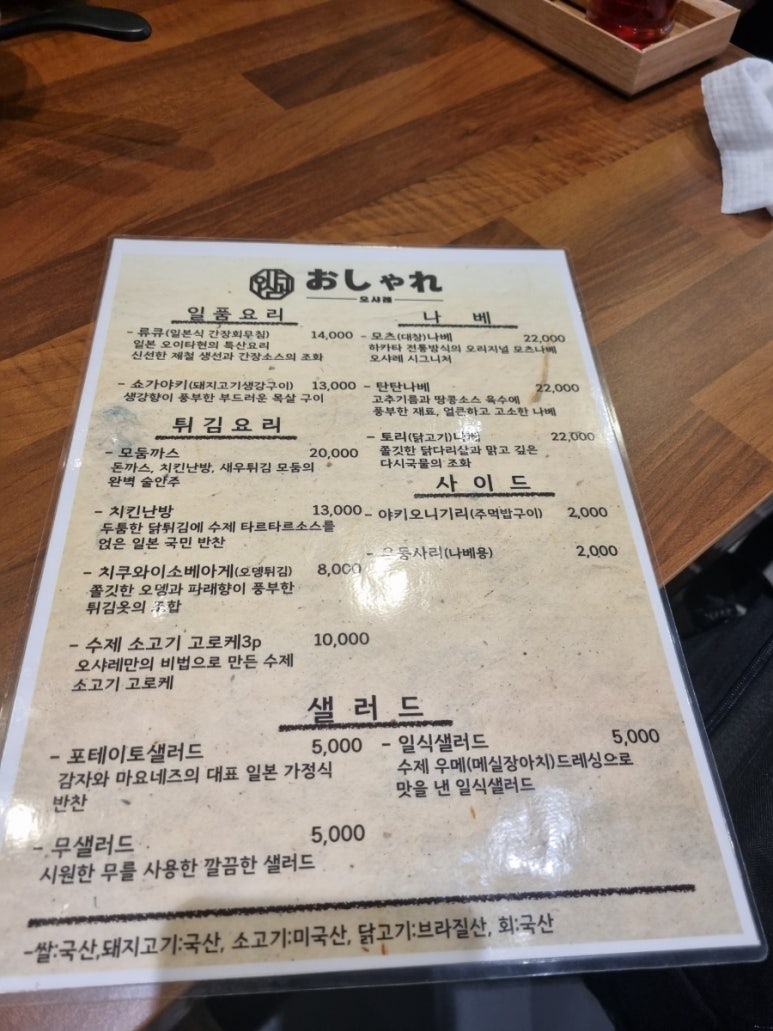 おしゃれ
오샤레
일품요리
- 류큐(일본식 간장회무침) 14,000
일본 오이타현의 특산요리
신선한 제철 생선과 간장소스의 조화
- 쇼가야키(돼지고기생강구이) 13,000
생강향이 풍부한 부드러운 목살 구이
튀김요리
- 모둠까스 20,000
돈까스, 치킨난방, 새우튀김 모둠의
완벽 술안주
- 치킨난방 13,000
두툼한 닭튀김에 수제 타르타르소스를
얹은 일본 국민 반찬
- 치쿠와이소베아게(오뎅튀김) 8,000
쫄깃한 오뎅과 파래향이 풍부한
튀김옷의 조합
- 수제 소고기 고로케3p 10,000
오샤레만의 비법으로 만든 수제
소고기 고로케
나 베
- 모츠(대창)나베 22,000
하카타 전통방식의 오리지널 모츠나베
오샤레 시그니처
- 탄탄나베 22,000
고추기름과 땅콩소스 육수에
풍부한 재료, 얼큰하고 고소한 나베
- 토리(닭고기)나베 22,000
쫄깃한 닭다리살과 맑고 깊은
다시국물의 조화
사이드
- 야키오니기리(주먹밥구이) 2,000
- 우동사리(나베용) 2,000
샐러드
- 포테이토샐러드 5,000
감자와 마요네즈의 대표 일본 가정식
반찬
- 무샐러드 5,000
시원한 무를 사용한 깔끔한 샐러드
- 일식샐러드 5,000
수제 우메(메실장아치)드레싱으로
맛을 낸 일식샐러드
-쌀:국산,돼지고기:국산, 소고기:미국산, 닭고기:브라질산, 회:국산